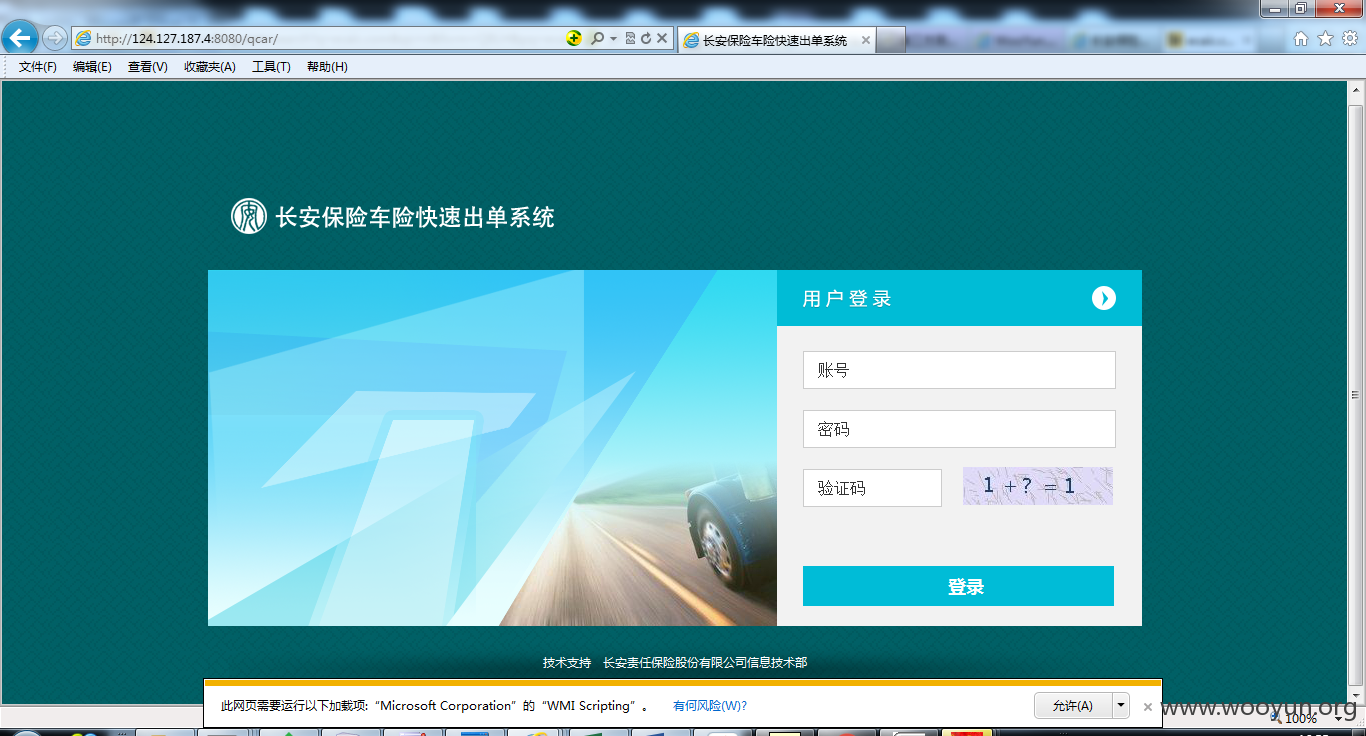 http://124.127.187.4:8080/qcar/
长安保险车险快速出单系统
文件(F) 编辑(E) 查看(V) 收藏夹(A) 工具(T) 帮助(H)
长安保险车险快速出单系统
用户登录
账号
密码
验证码
1 + ? = 1
登录
技术支持 长安责任保险股份有限公司信息技术部
此网页需要运行以下加载项: “Microsoft Corporation”的“WMI Scripting”。 有何风险(W)? 允许(A)
www.wooyun.org
100%